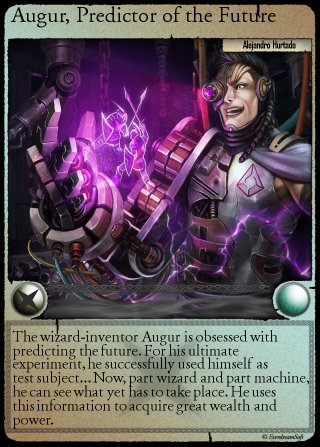 Augur, Predictor of the Future
Alejandro Hurtado
The wizard-inventor Augur is obsessed with
predicting the future. For his ultimate
experiment, he successfully used himself as
test subject... Now, part wizard and part machine,
he can see what yet has to take place. He uses
this information to acquire great wealth and
power.
© EverdreamSoft